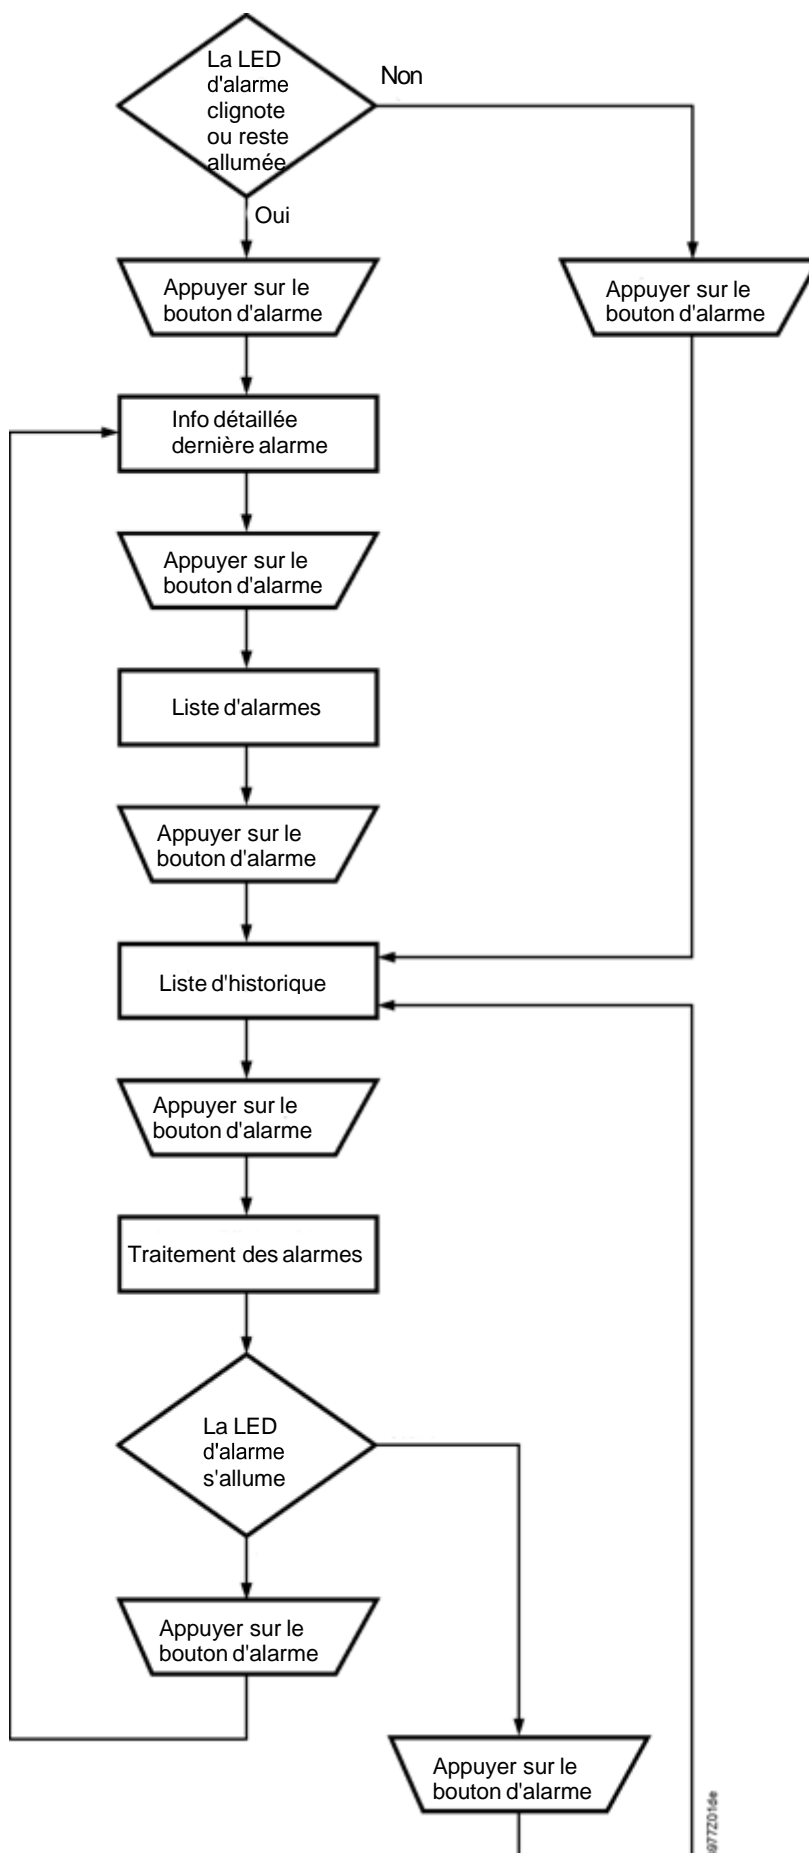 La LED
d'alarme
clignote
ou reste
allumée
Non
Oui
Appuyer sur le
bouton d'alarme
Appuyer sur le
bouton d'alarme
Info détaillée
dernière alarme
Appuyer sur le
bouton d'alarme
Liste d'alarmes
Appuyer sur le
bouton d'alarme
Liste d'historique
Appuyer sur le
bouton d'alarme
Traitement des alarmes
La LED
d'alarme
s'allume
Appuyer sur le
bouton d'alarme
Appuyer sur le
bouton d'alarme